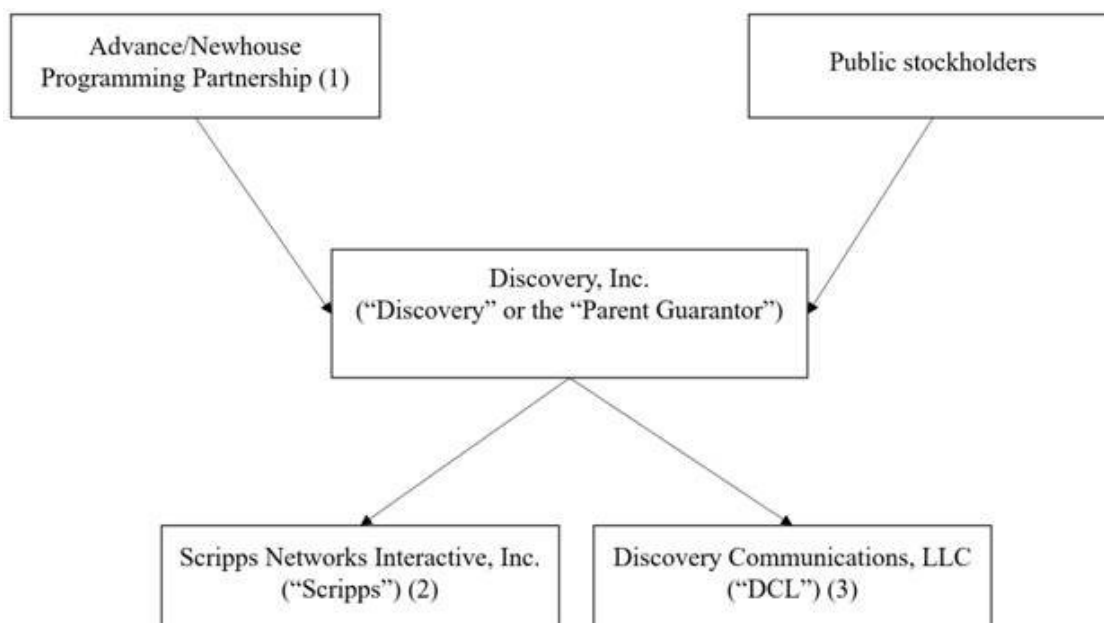 Advance/Newhouse
Programming Partnership (1)
Public stockholders
Discovery, Inc.
(“Discovery” or the “Parent Guarantor”)
Scripps Networks Interactive, Inc.
(“Scripps”) (2)
Discovery Communications, LLC
(“DCL”) (3)